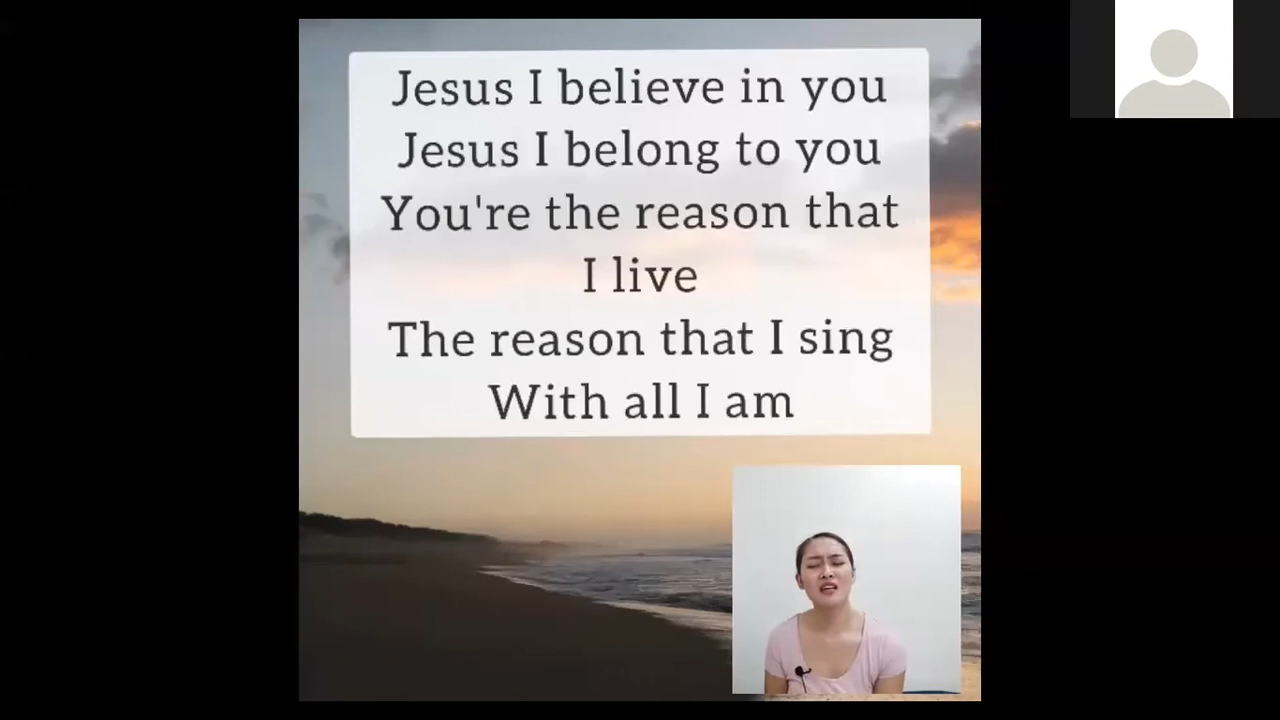 Jesus I believe in you
Jesus I belong to you
You're the reason that
I live
The reason that I sing
With all I am